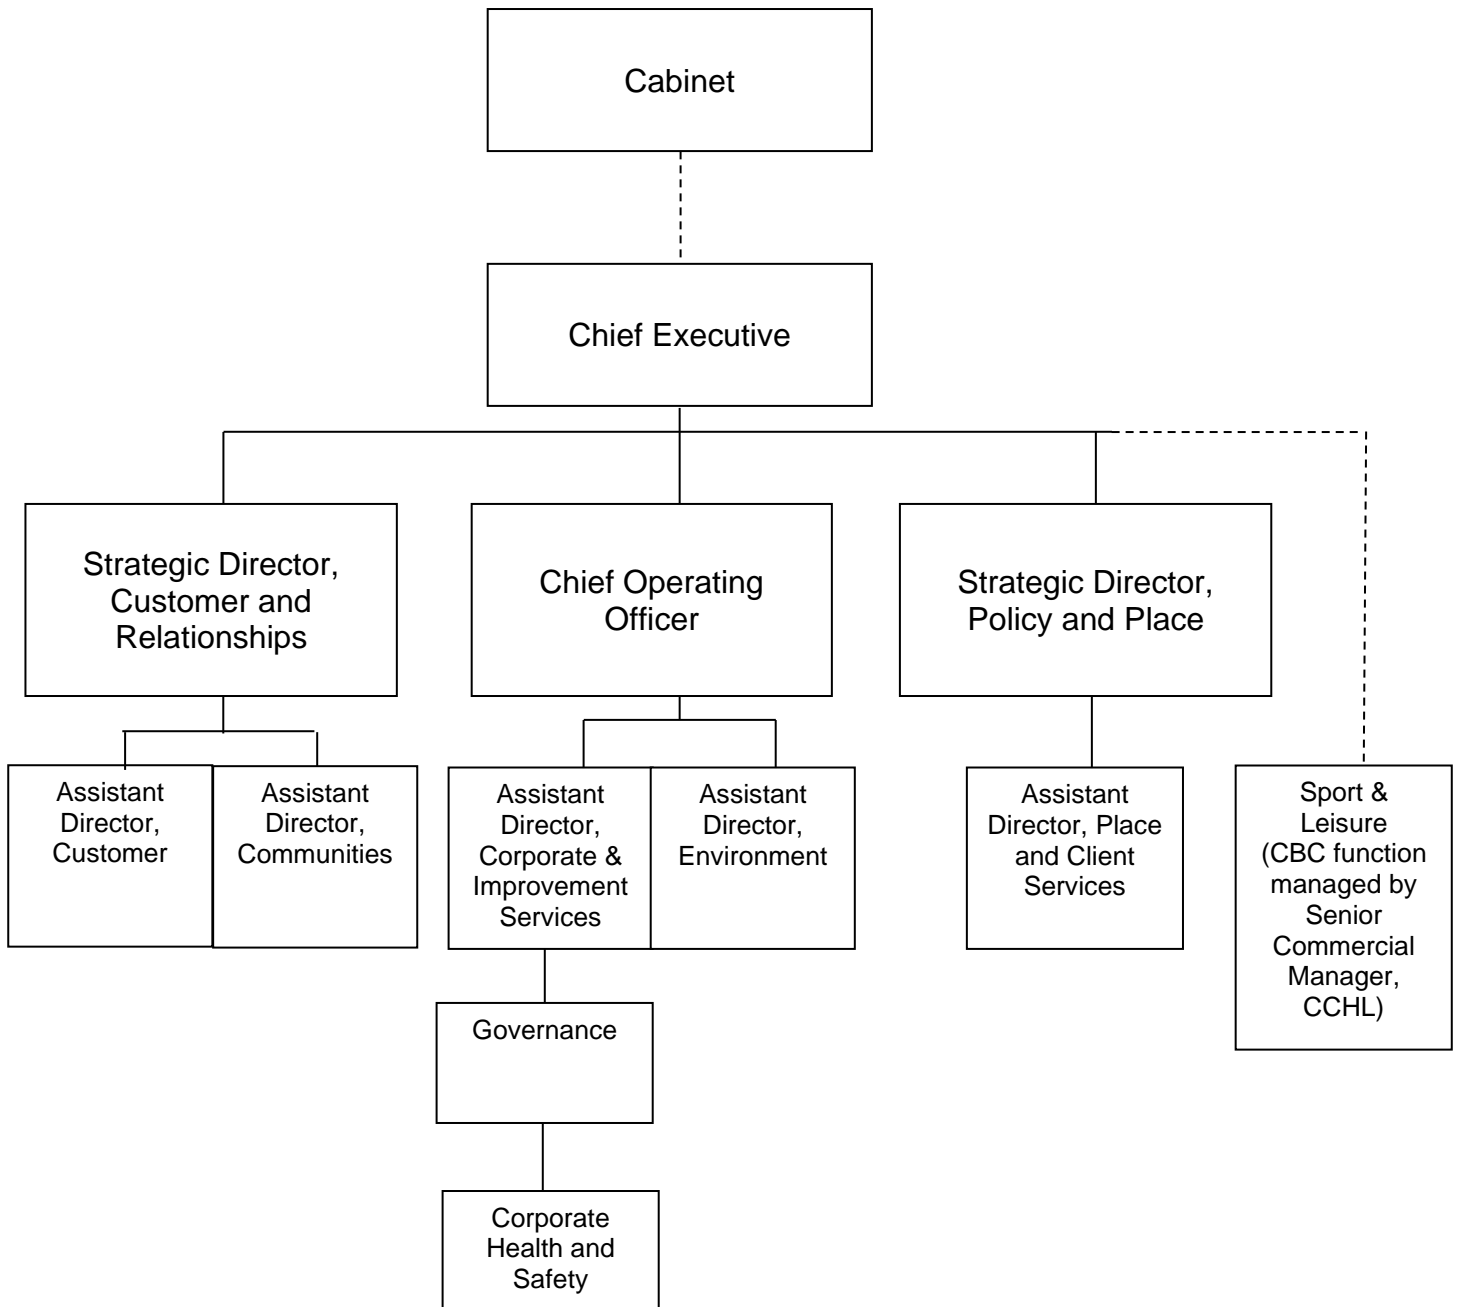 Cabinet
Chief Executive
Strategic Director,
Customer and
Relationships
Chief Operating
Officer
Strategic Director,
Policy and Place
Assistant
Director,
Customer
Assistant
Director,
Communities
Assistant
Director,
Corporate &
Improvement
Services
Assistant
Director,
Environment
Assistant
Director, Place
and Client
Services
Sport &
Leisure
(CBC function
managed by
Senior
Commercial
Manager,
CCHL)
Governance
Corporate
Health and
Safety